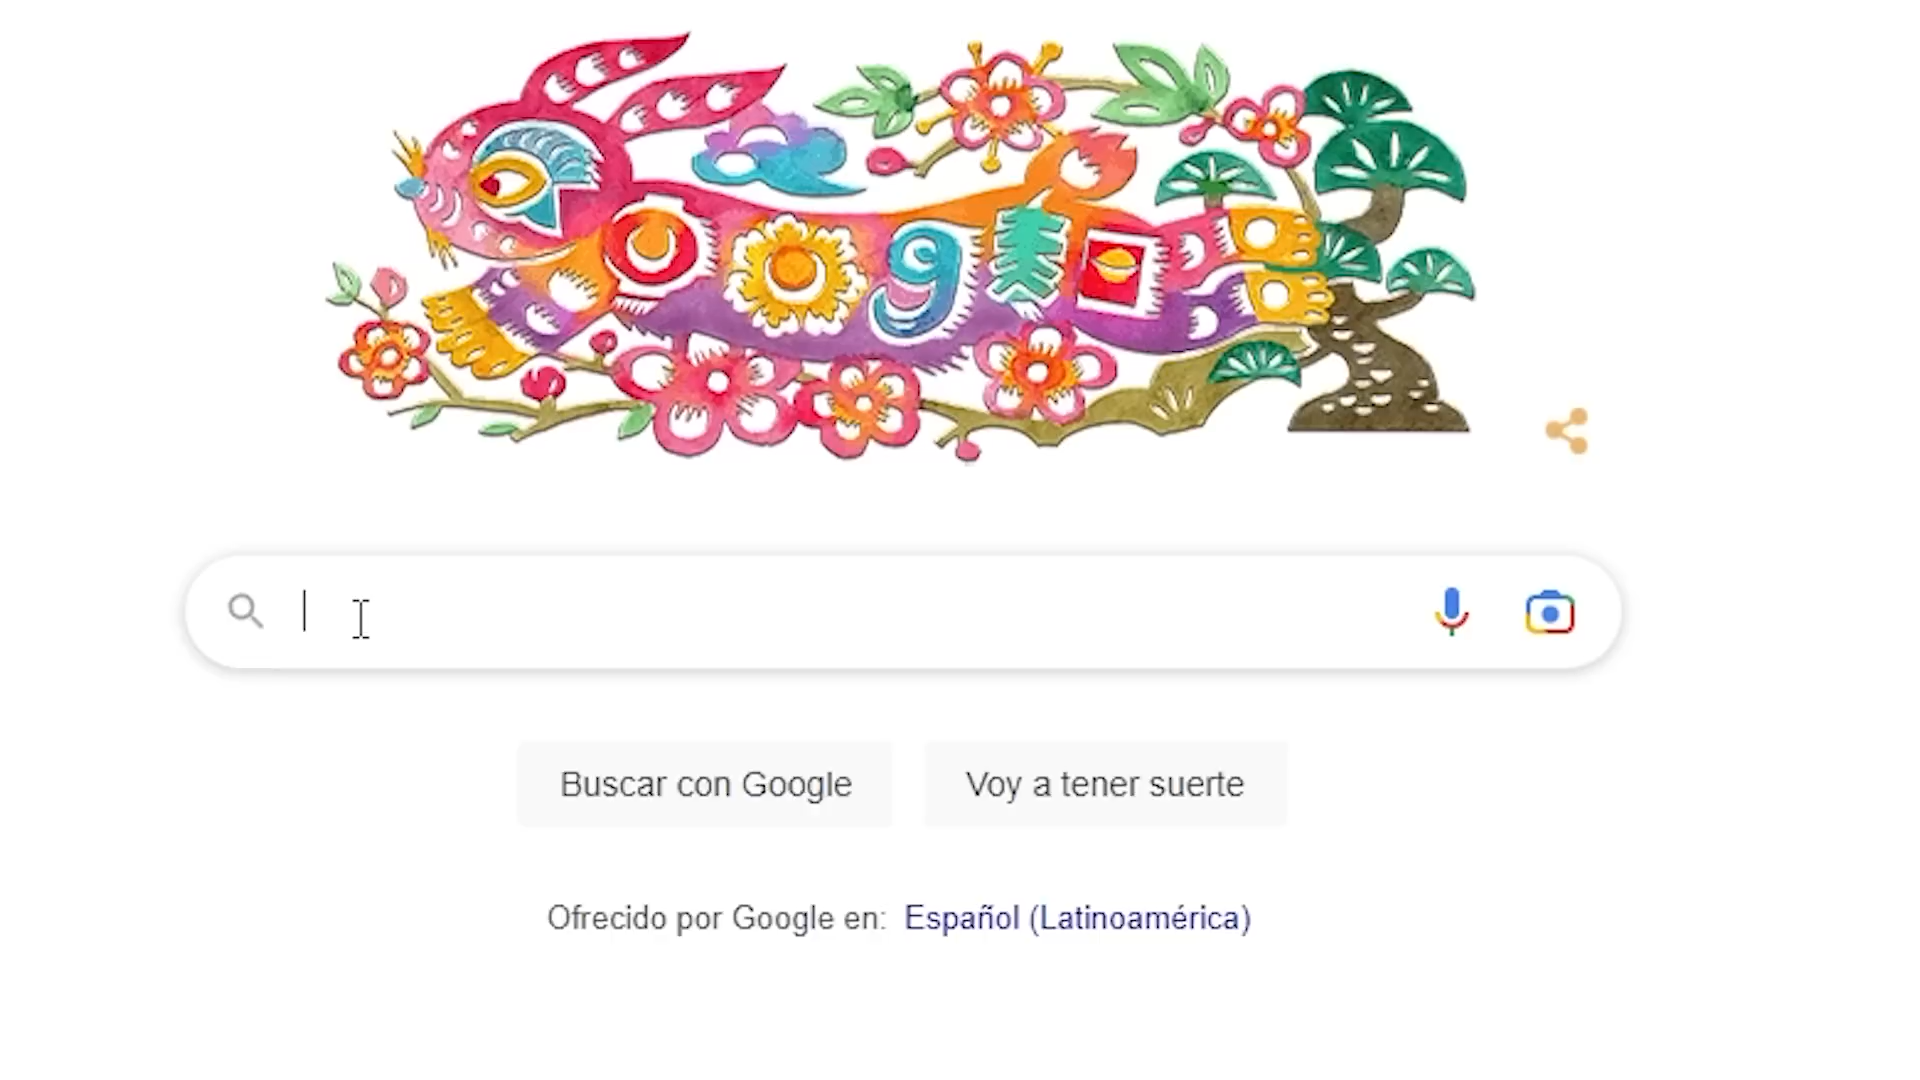 Buscar con Google
Voy a tener suerte
Ofrecido por Google en: Español (Latinoamérica)